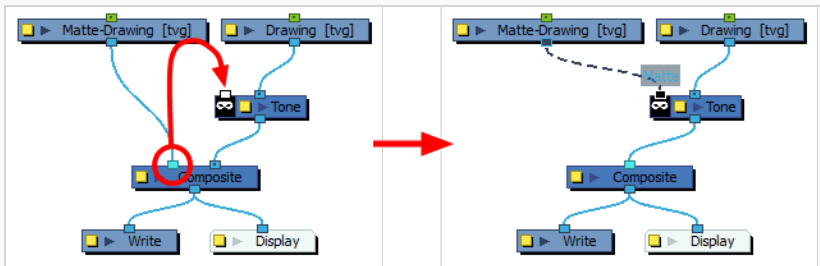 Matte-Drawing [tvg]
Drawing [tvg]
Tone
Composite
Write
Display
Matte-Drawing [tvg]
Drawing [tvg]
Matte
Tone
Composite
Write
Display